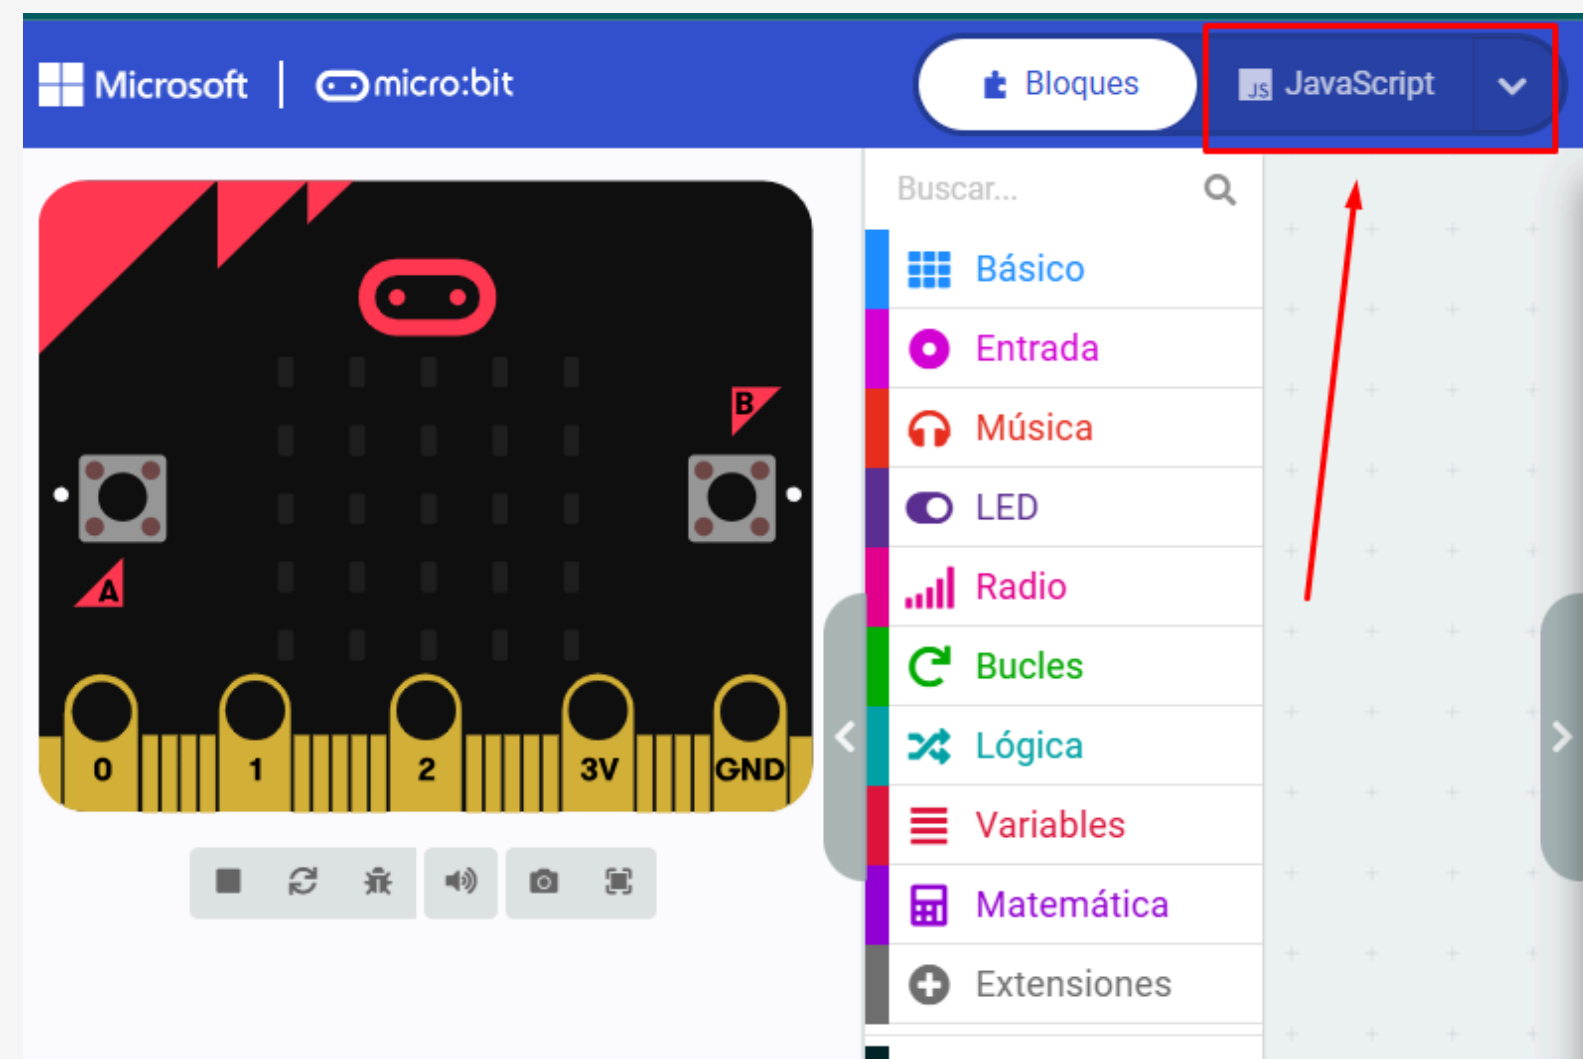 Microsoft | micro:bit
Bloques
JS JavaScript
Buscar...
Básico
Entrada
Música
LED
Radio
Bucles
Lógica
Variables
Matemática
Extensiones
B
A
0 1 2 3V GND